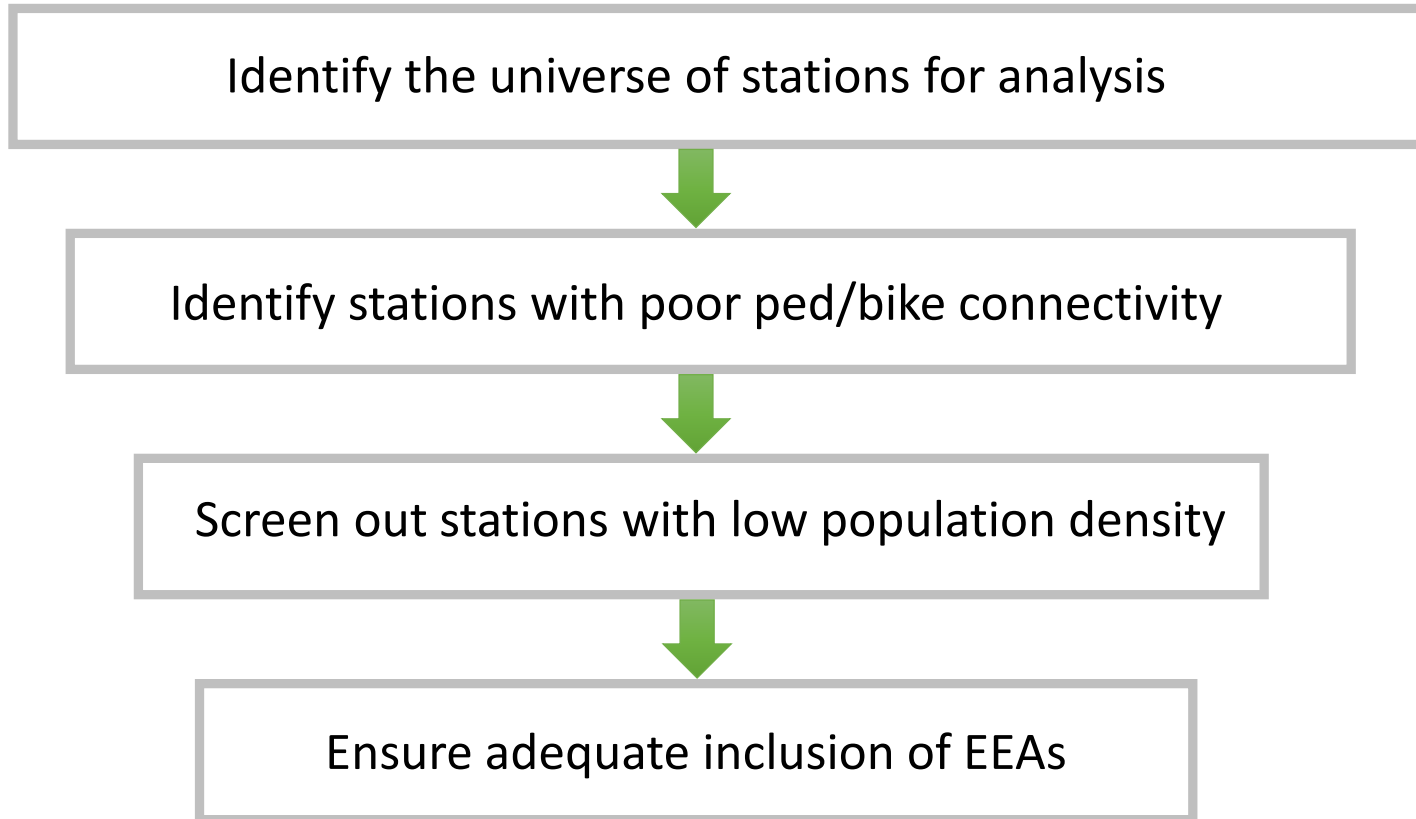 Identify the universe of stations for analysis
Identify stations with poor ped/bike connectivity
Screen out stations with low population density
Ensure adequate inclusion of EEAs